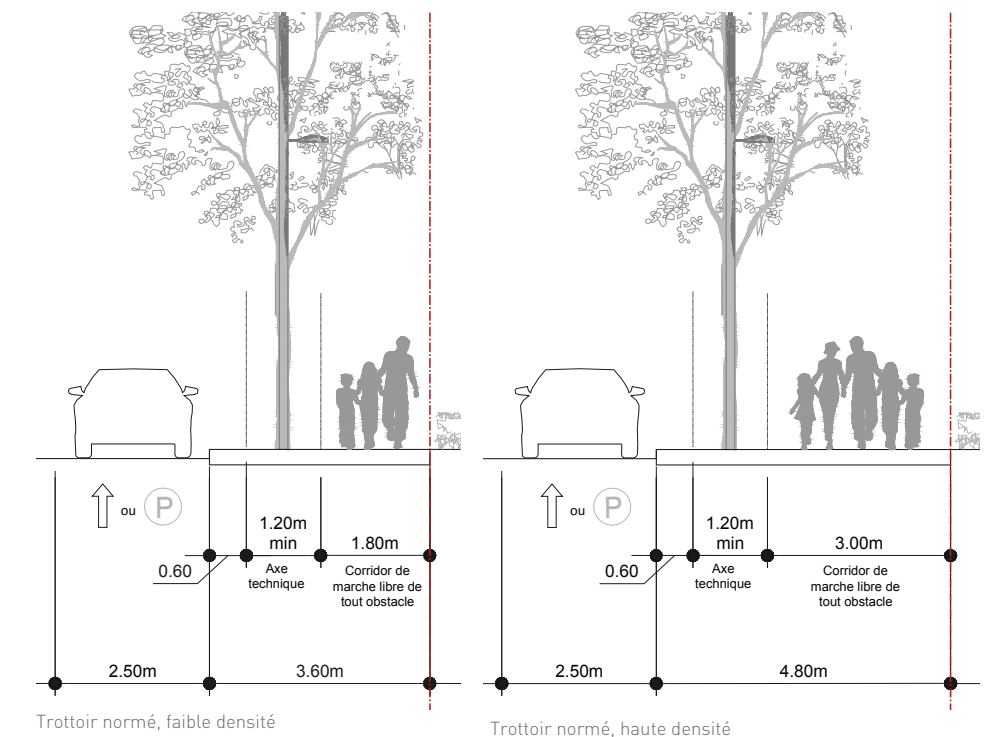 ou
P
1.20m
min
1.80m
0.60
Axe
technique
Corridor de
marche libre de
tout obstacle
2.50m
3.60m
Trottoir normé, faible densité
ou
P
1.20m
min
3.00m
0.60
Axe
technique
Corridor de
marche libre de
tout obstacle
2.50m
4.80m
Trottoir normé, haute densité